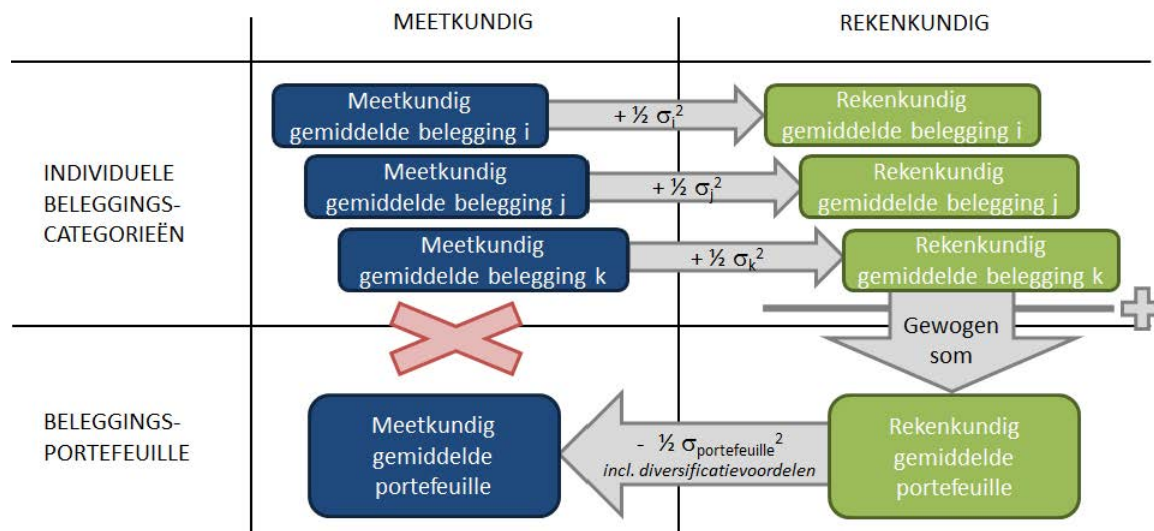 MEETKUNDIG
REKENKUNDIG
INDIVIDUELE
BELEGGINGS-
CATEGORIEËN
Meetkundig
gemiddelde belegging i
+ ½ σi²
Rekenkundig
gemiddelde belegging i
Meetkundig
gemiddelde belegging j
+ ½ σj²
Rekenkundig
gemiddelde belegging j
Meetkundig
gemiddelde belegging k
+ ½ σk²
Rekenkundig
gemiddelde belegging k
Gewogen
som
BELEGGINGS-
PORTEFEUILLE
Meetkundig
gemiddelde
portefeuille
- ½ σportefeuille²
incl. diversificatievoordelen
Rekenkundig
gemiddelde
portefeuille